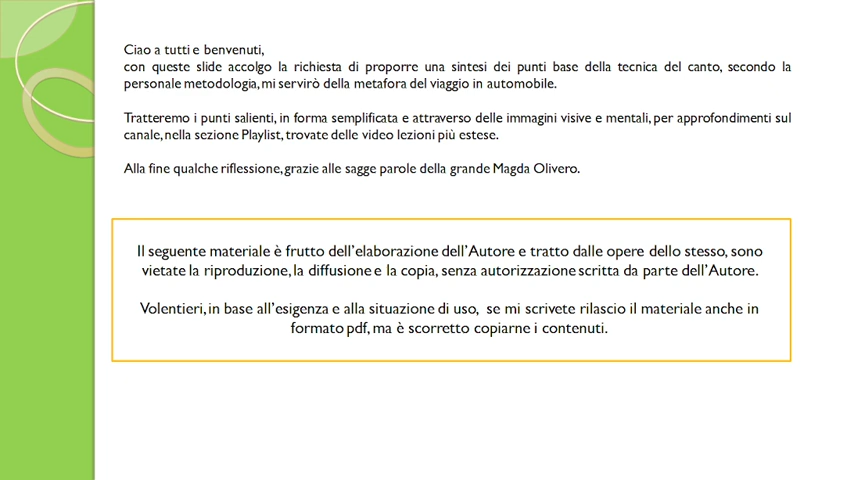 Ciao a tutti e benvenuti,
con queste slide accolgo la richiesta di proporre una sintesi dei punti base della tecnica del canto, secondo la
personale metodologia, mi servirò della metafora del viaggio in automobile.
Tratteremo i punti salienti, in forma semplificata e attraverso delle immagini visive e mentali, per approfondimenti sul
canale, nella sezione Playlist, trovate delle video lezioni più estese.
Alla fine qualche riflessione, grazie alle sagge parole della grande Magda Olivero.
Il seguente materiale è frutto dell'elaborazione dell'Autore e tratto dalle opere dello stesso, sono
vietate la riproduzione, la diffusione e la copia, senza autorizzazione scritta da parte dell'Autore.
Volentieri, in base all'esigenza e alla situazione di uso, se mi scrivete rilascio il materiale anche in
formato pdf, ma è scorretto copiarne i contenuti.